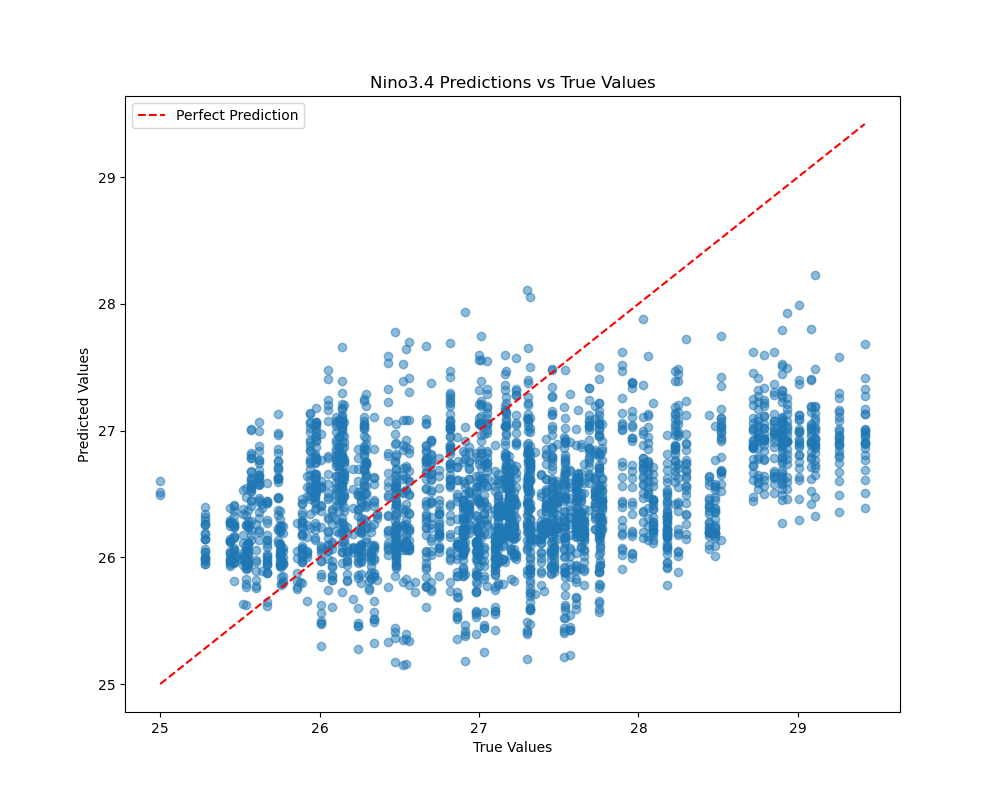 Nino3.4 Predictions vs True Values
Perfect Prediction
Predicted Values
29
28
27
26
25
25 26 27 28 29
True Values